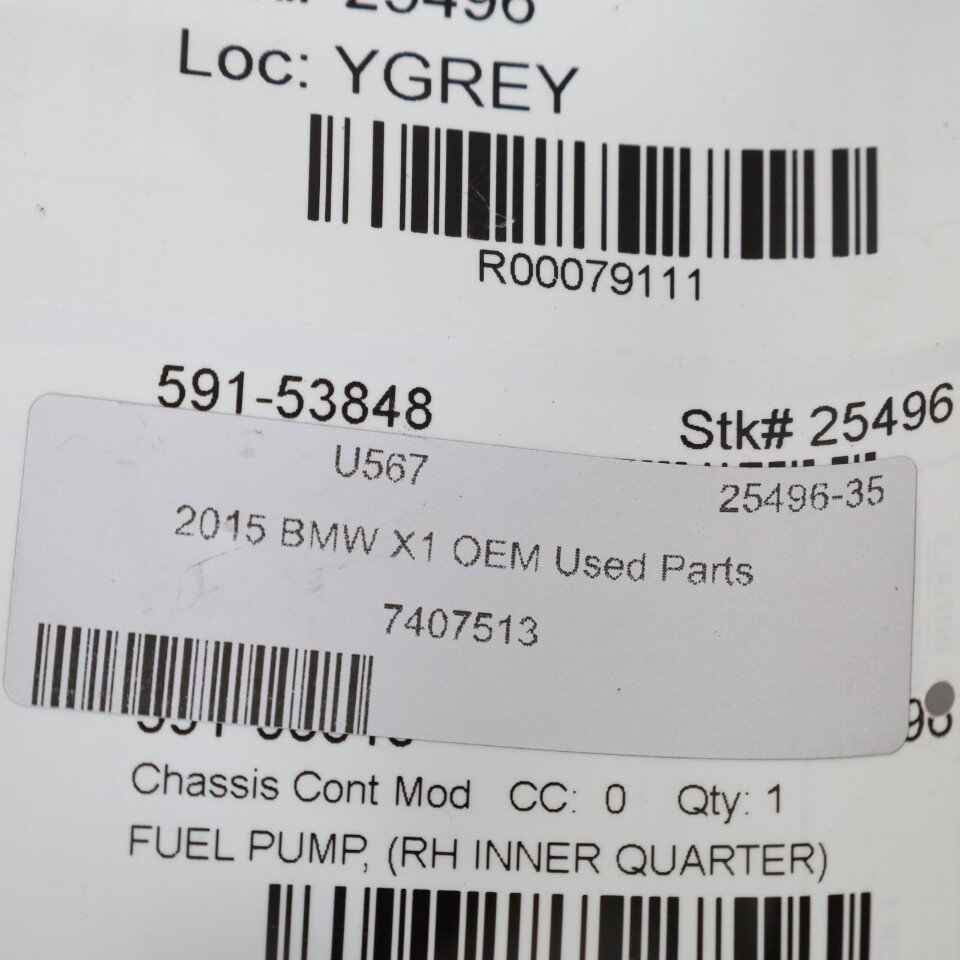 25496
Loc: YGREY
R00079111
591-53848 Stk# 25496
U567 25496-35
2015 BMW X1 OEM Used Parts
7407513
Chassis Cont Mod CC: 0 Qty: 1
FUEL PUMP, (RH INNER QUARTER)